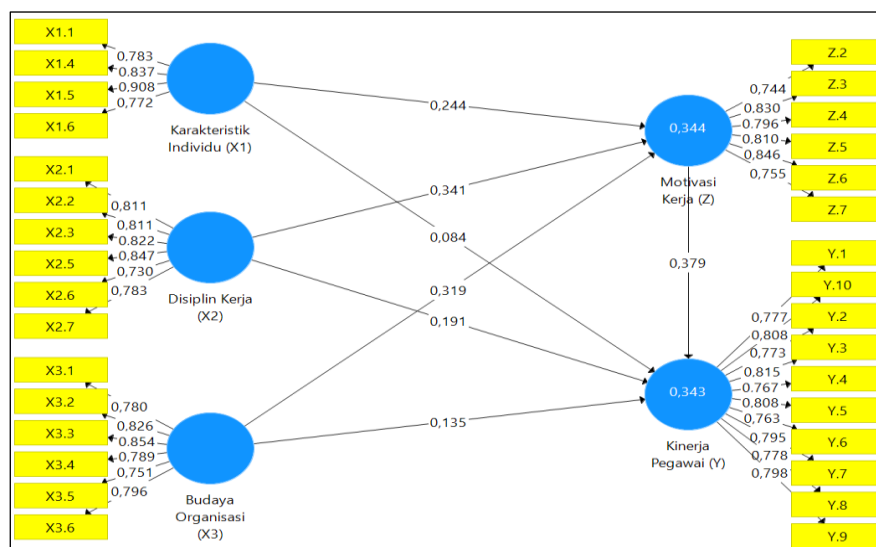 X1.1
X1.4
X1.5
X1.6
0,783
0.837
0.908
0,772
Karakteristik
Individu (X1)
X2.1
X2.2
X2.3
X2.5
X2.6
X2.7
0,811
0,811
0.822
0.847
0,730
0,783
Disiplin Kerja
(X2)
X3.1
X3.2
X3.3
X3.4
X3.5
X3.6
0,780
0,826
0.854
0,789
0,751
0,796
Budaya
Organisasi
(X3)
0,244
0,341
0,084
0,319
0,191
0,135
0,344
Motivasi
Kerja (Z)
0,379
0,343
Kinerja
Pegawai (Y)
0,744
0,830
0.796
0.810
0,846
0,755
Z.2
Z.3
Z.4
Z.5
Z.6
Z.7
0,777
0,808
0,773
0.815
0.767
0,808
0,763
0,795
0,778
0,798
Y.1
Y.10
Y.2
Y.3
Y.4
Y.5
Y.6
Y.7
Y.8
Y.9